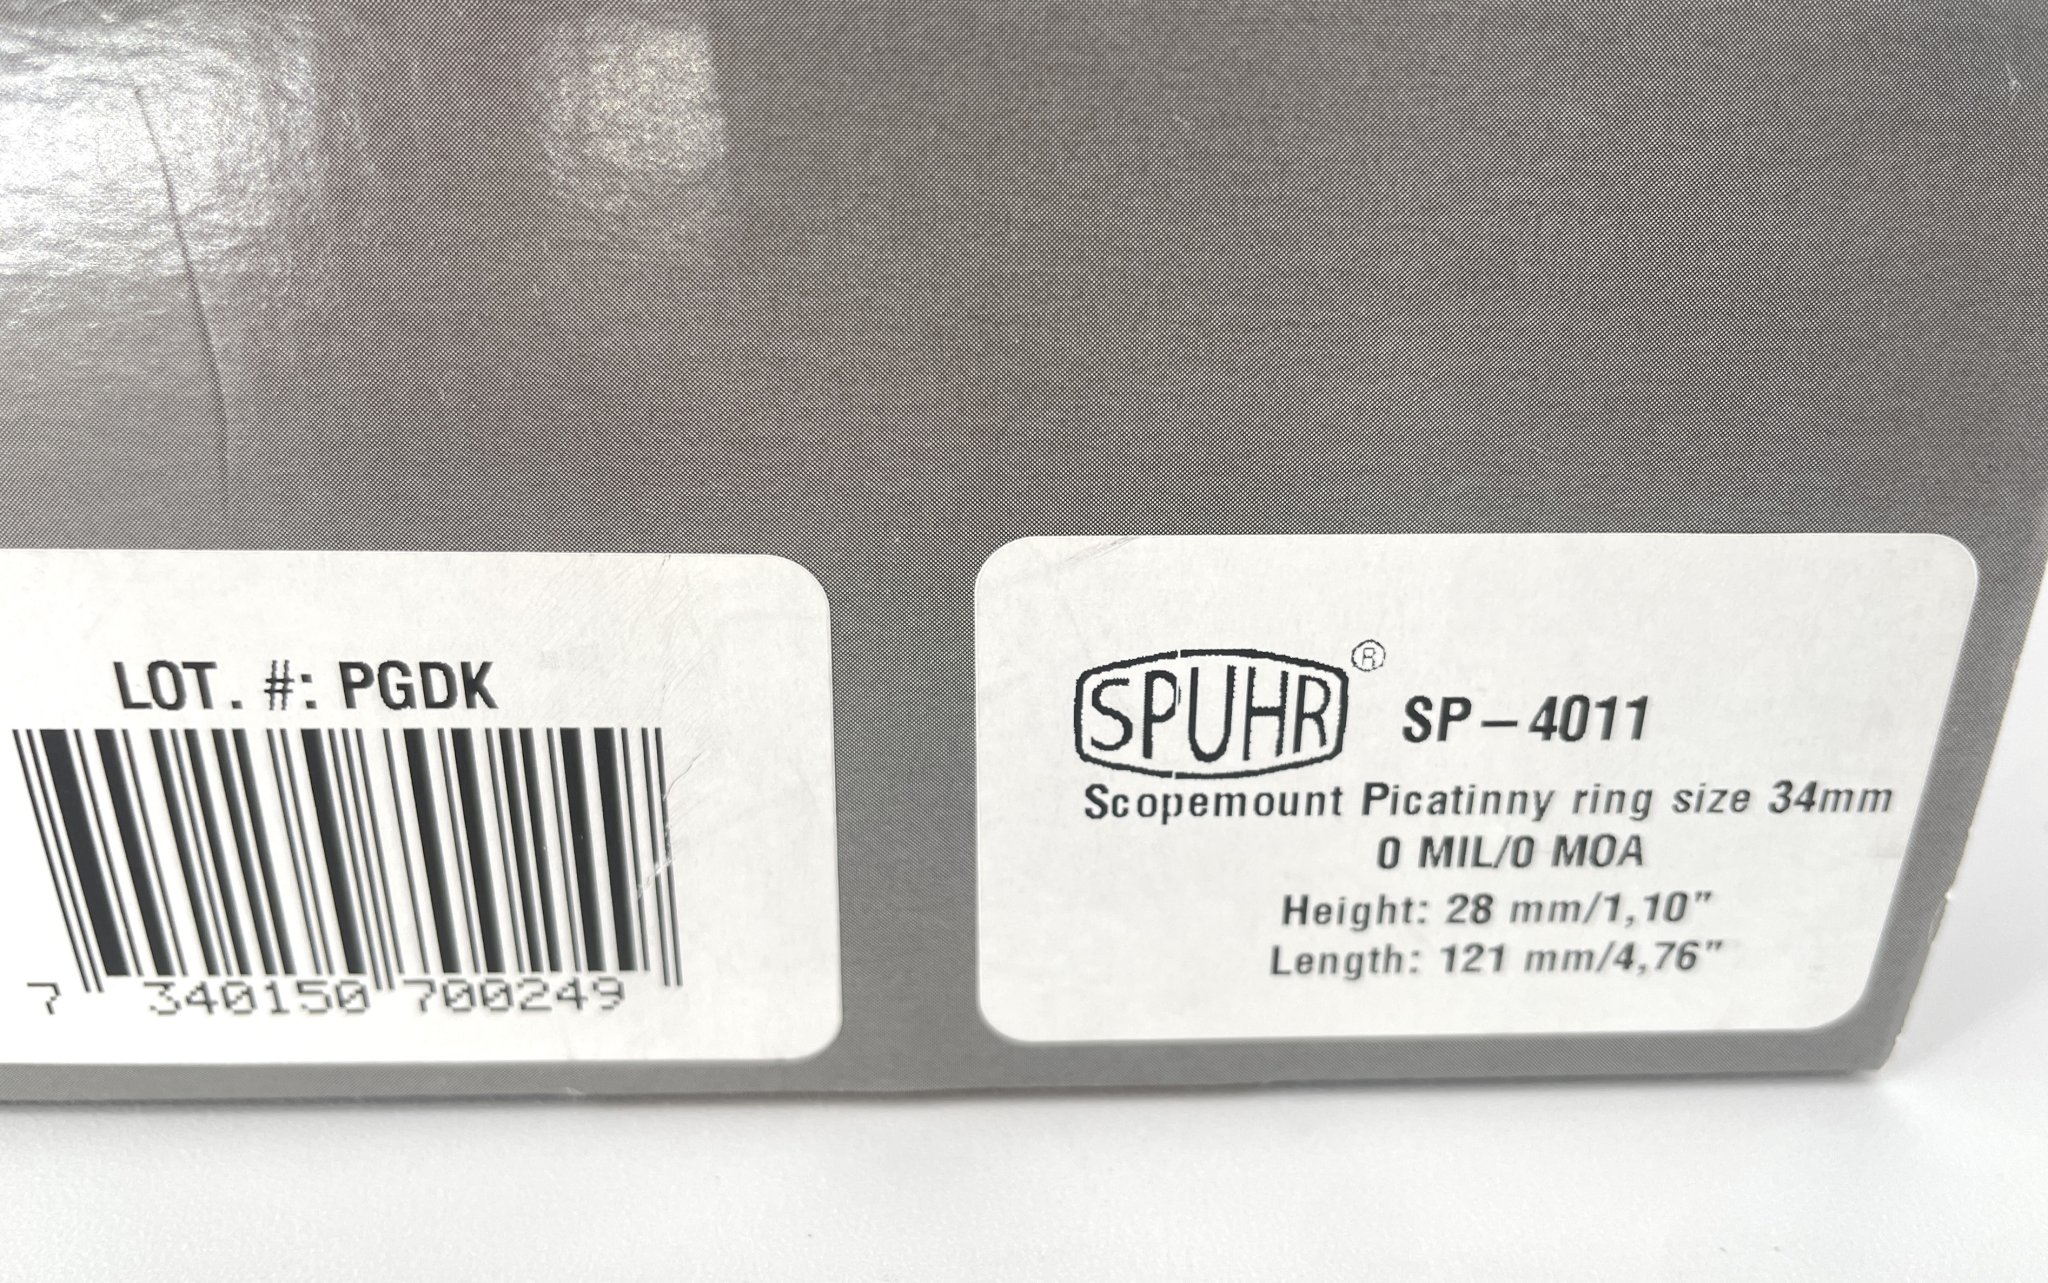 LOT. #: PGDK
7 340150 700249
SPUHR® SP-4011
Scopemount Picatinny ring size 34mm
0 MIL/0 MOA
Height: 28 mm/1,10”
Length: 121 mm/4,76”